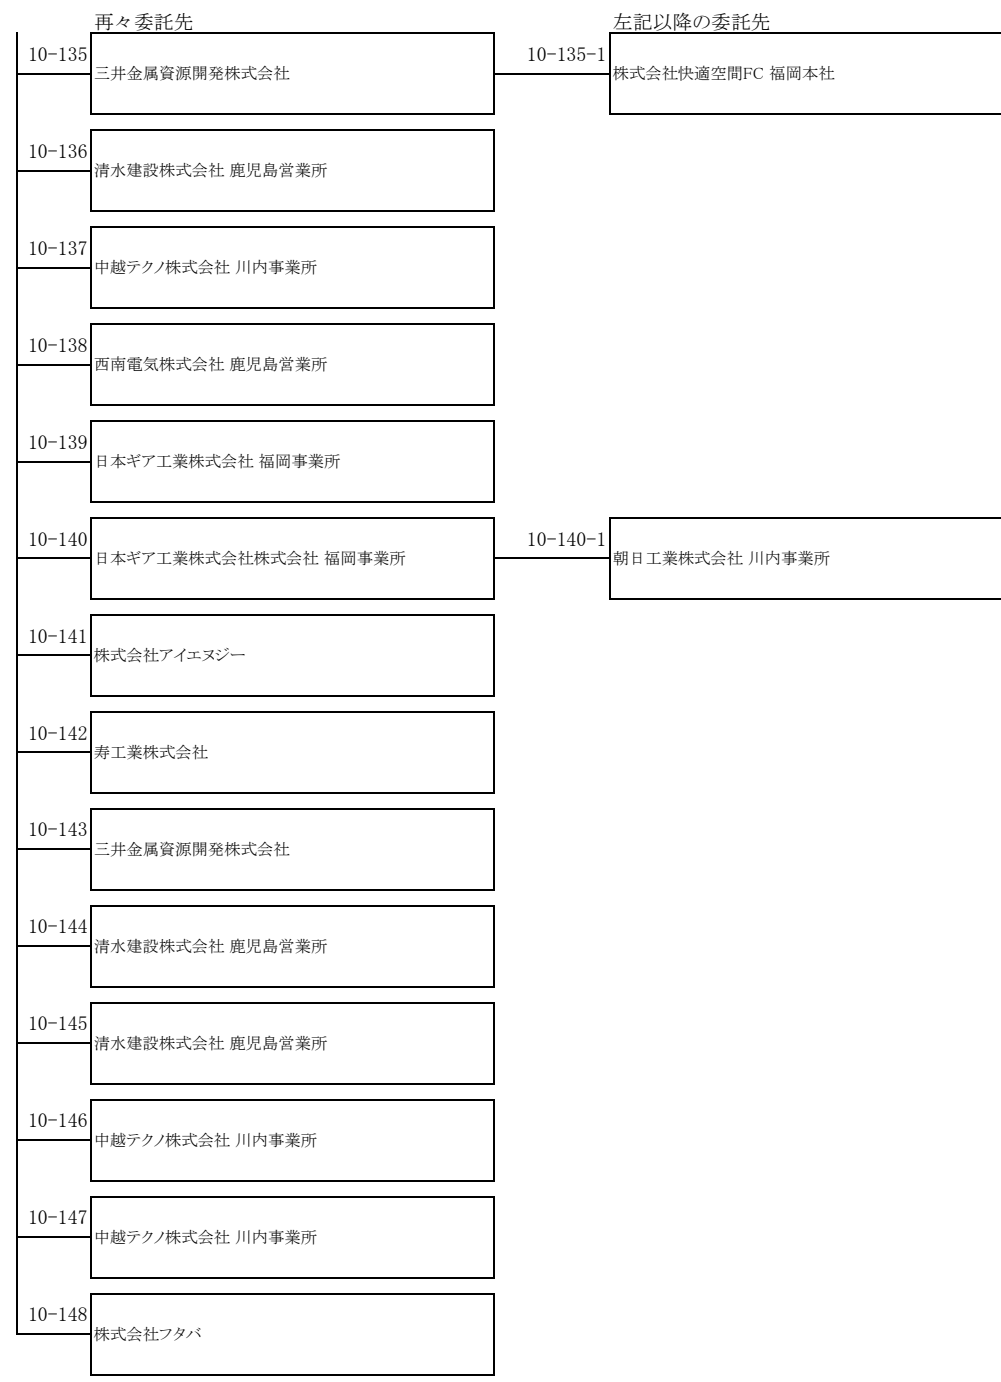 再々委託先
左記以降の委託先
10-135
三井金属資源開発株式会社
10-135-1
株式会社快適空間FC 福岡本社
10-136
清水建設株式会社 鹿児島営業所
10-137
中越テクノ株式会社 川内事業所
10-138
西南電気株式会社 鹿児島営業所
10-139
日本ギア工業株式会社 福岡事業所
10-140
日本ギア工業株式会社株式会社 福岡事業所
10-140-1
朝日工業株式会社 川内事業所
10-141
株式会社アイエヌジー
10-142
寿工業株式会社
10-143
三井金属資源開発株式会社
10-144
清水建設株式会社 鹿児島営業所
10-145
清水建設株式会社 鹿児島営業所
10-146
中越テクノ株式会社 川内事業所
10-147
中越テクノ株式会社 川内事業所
10-148
株式会社フタバ